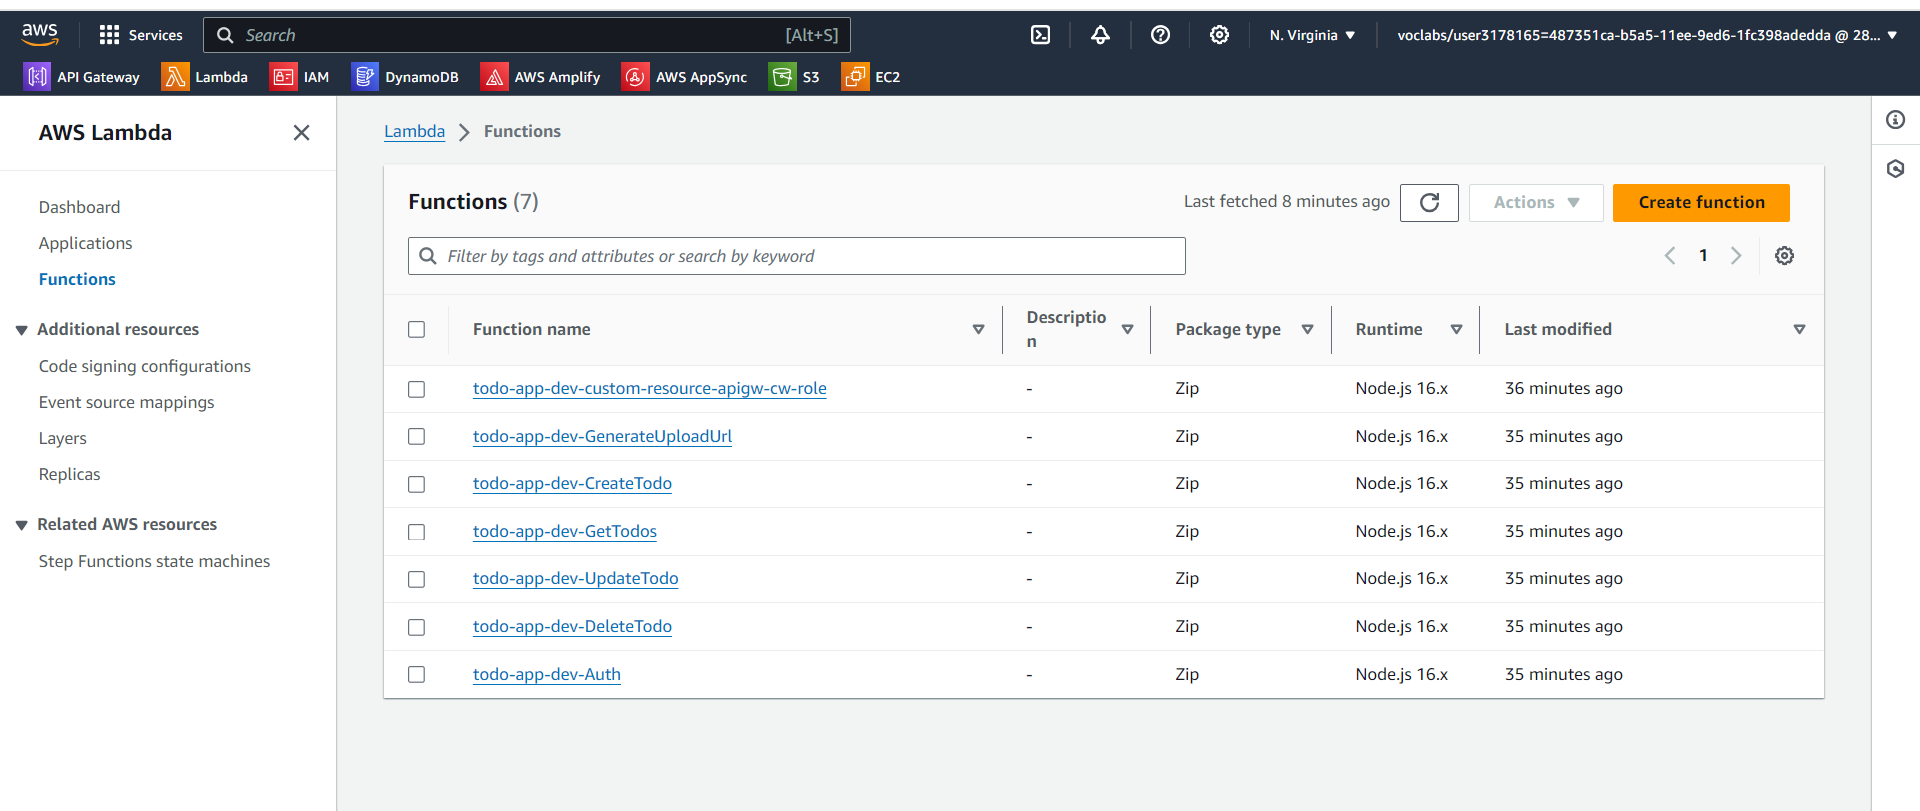 aws Services Search [Alt+S] N. Virginia voclabs/user3178165=487351ca-b5a5-11ee-9ed6-1fc398adedda @ 28...
API Gateway Lambda IAM DynamoDB AWS Amplify AWS AppSync S3 EC2
AWS Lambda
Dashboard
Applications
Functions
Additional resources
Code signing configurations
Event source mappings
Layers
Replicas
Related AWS resources
Step Functions state machines
Lambda Functions
Functions (7) Last fetched 8 minutes ago Actions Create function
Filter by tags and attributes or search by keyword 1
Function name Descriptio
n Package type Runtime Last modified
todo-app-dev-custom-resource-apigw-cw-role - Zip Node.js 16.x 36 minutes ago
todo-app-dev-GenerateUploadUrl - Zip Node.js 16.x 35 minutes ago
todo-app-dev-CreateTodo - Zip Node.js 16.x 35 minutes ago
todo-app-dev-GetTodos - Zip Node.js 16.x 35 minutes ago
todo-app-dev-UpdateTodo - Zip Node.js 16.x 35 minutes ago
todo-app-dev-DeleteTodo - Zip Node.js 16.x 35 minutes ago
todo-app-dev-Auth - Zip Node.js 16.x 35 minutes ago